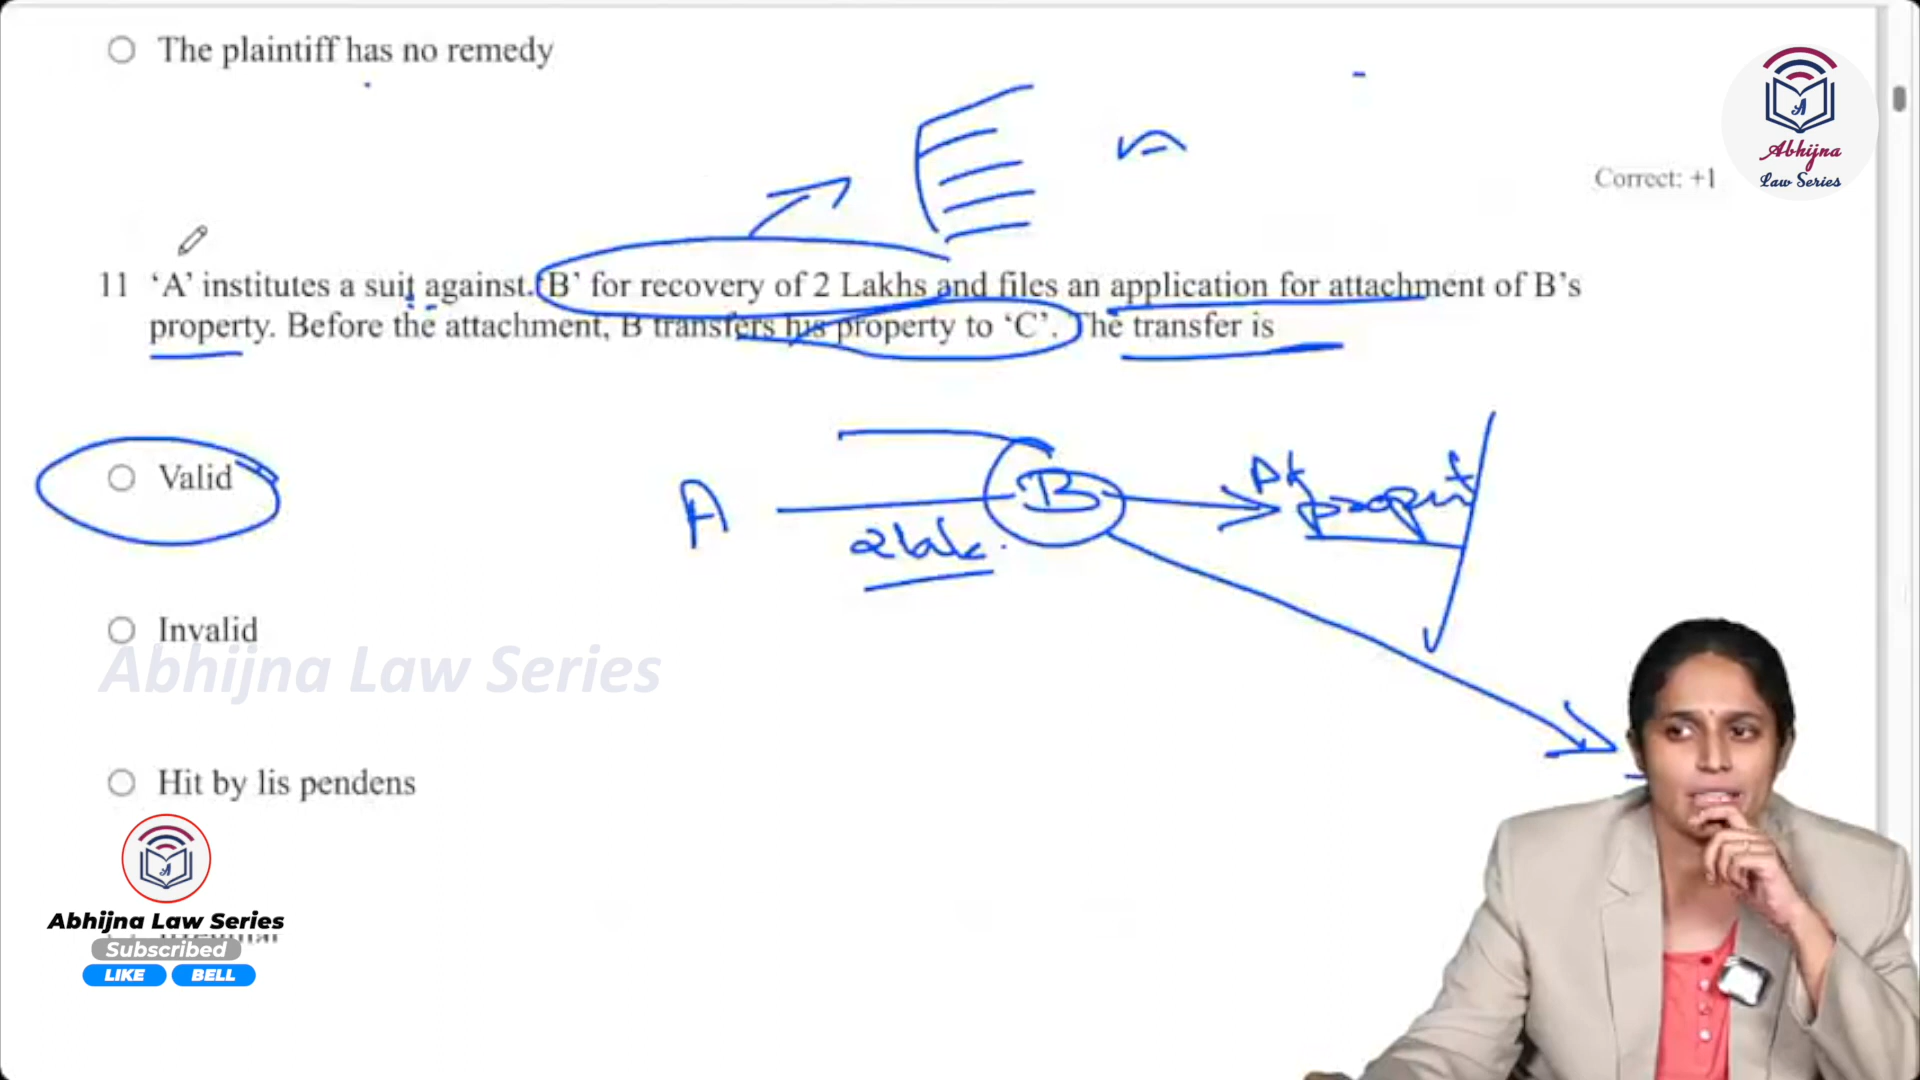 The plaintiff has no remedy
Abhijna
Law Series
Correct: +1
11 ‘A’ institutes a suit against. ‘B’ for recovery of 2 Lakhs and files an application for attachment of B’s
property. Before the attachment, B transfers his property to ‘C’. The transfer is
Valid
A
B
2 lak
Invalid
Abhijna Law Series
Hit by lis pendens
Abhijna Law Series
Subscribed
LIKE BELL